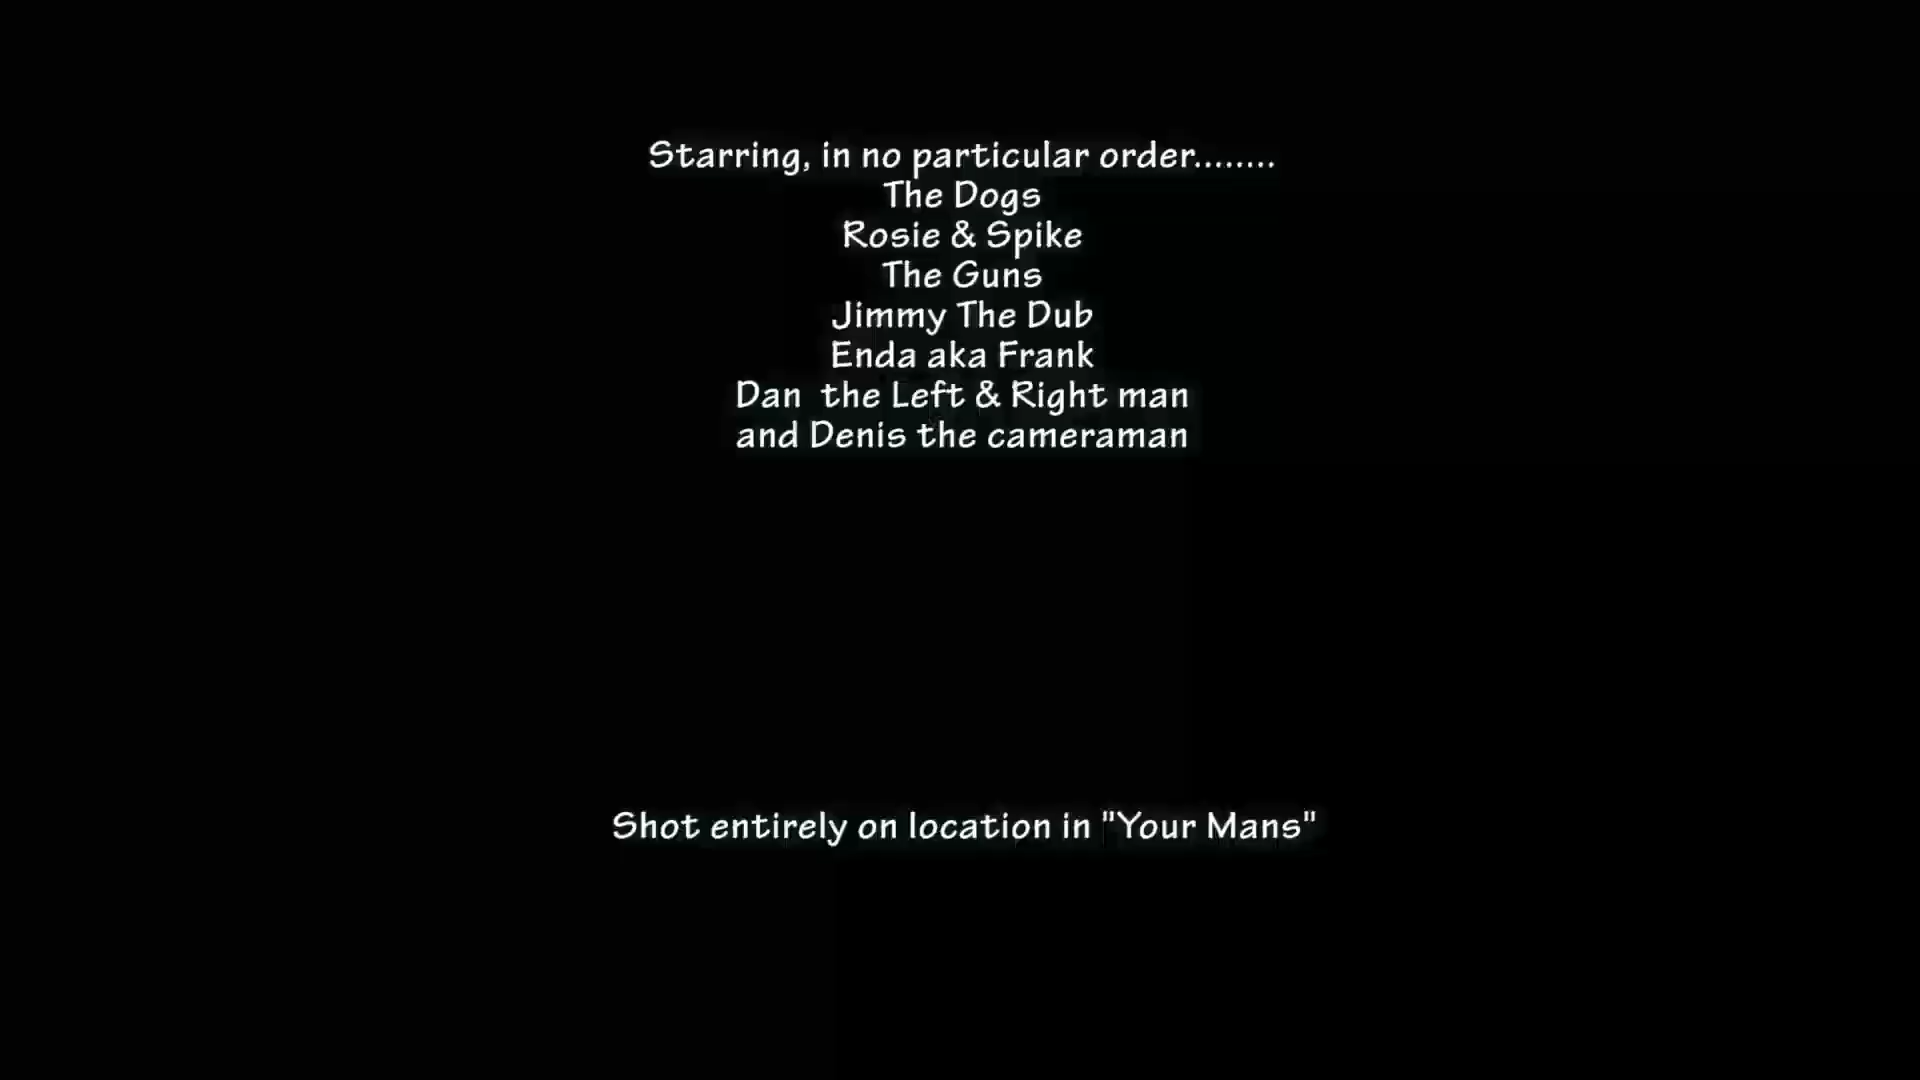 Starring, in no particular order........
The Dogs
Rosie & Spike
The Guns
Jimmy The Dub
Enda aka Frank
Dan  the Left & Right man
and Denis the cameraman
Shot entirely on location in "Your Mans"